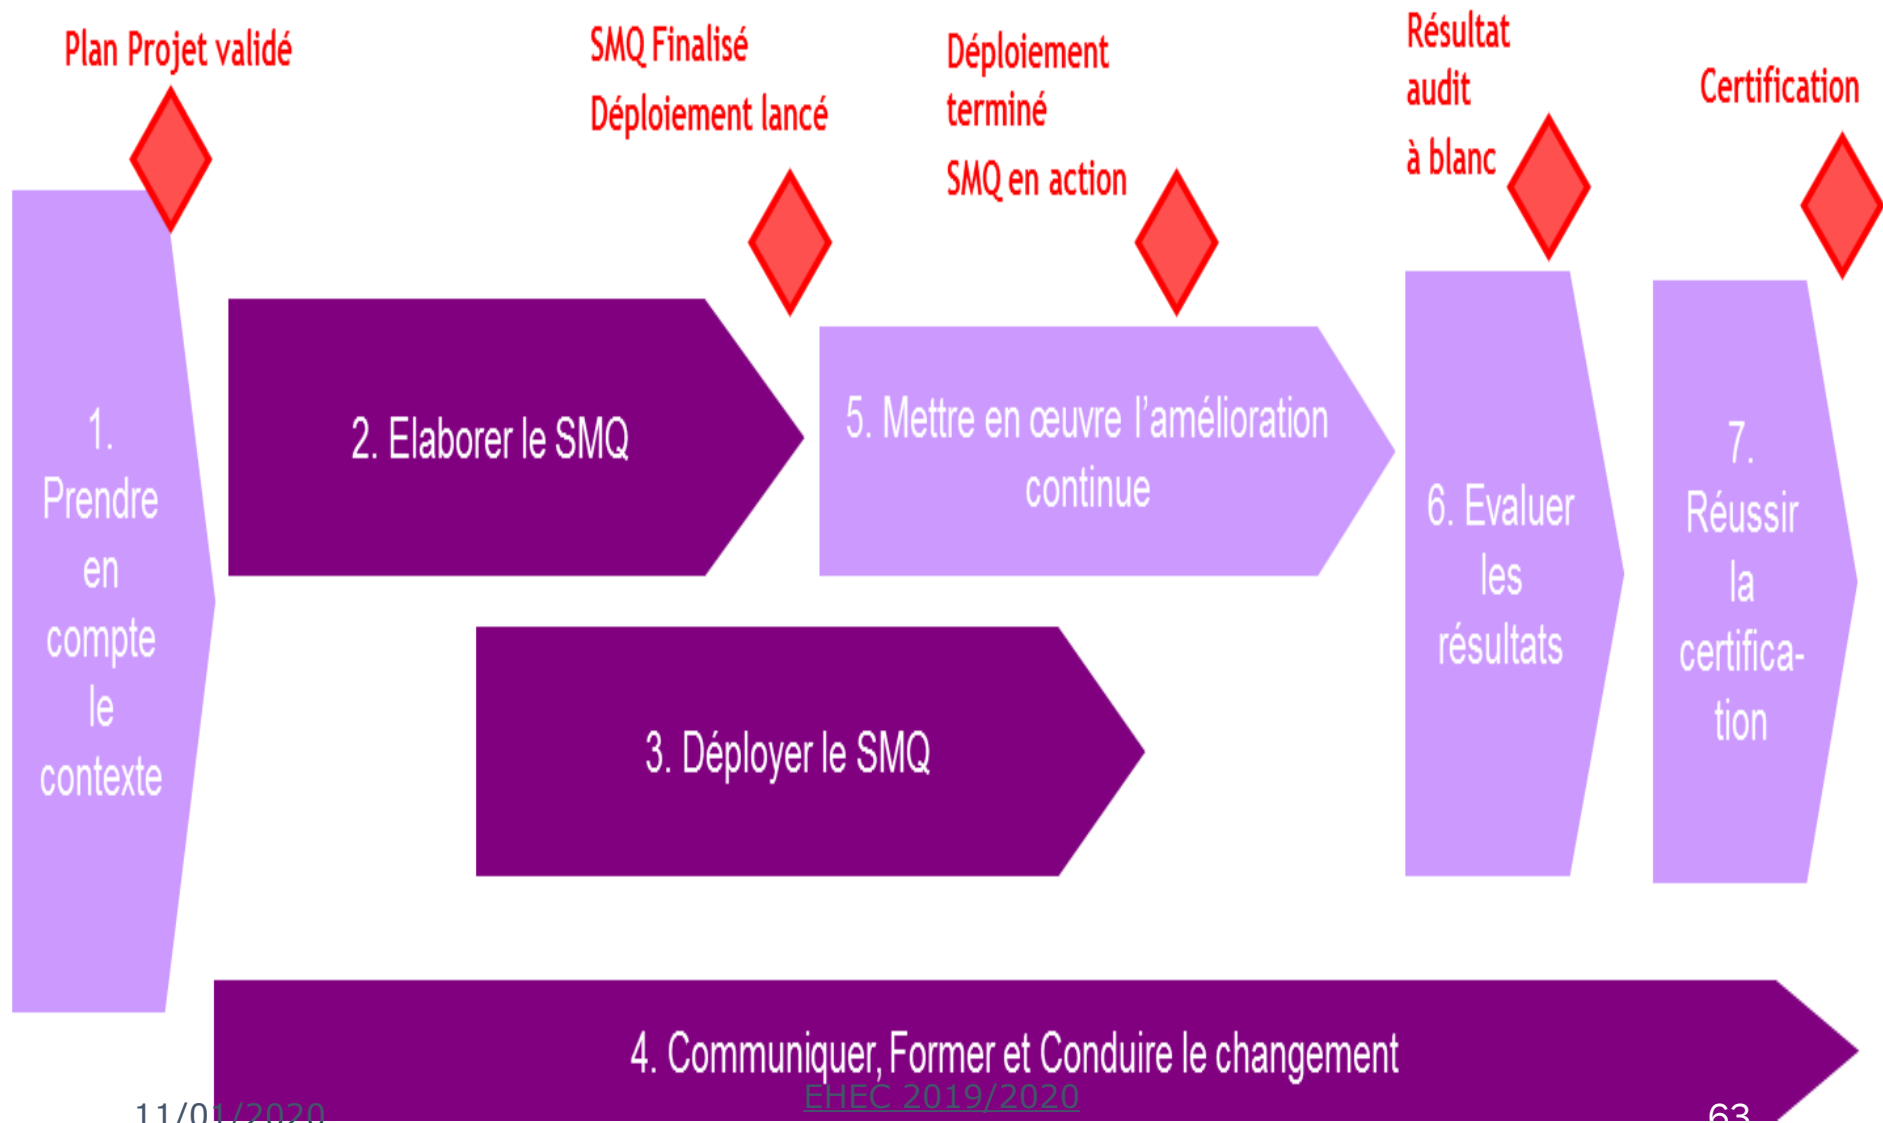 Plan Projet validé
SMQ Finalisé
Déploiement lancé
Déploiement
terminé
SMQ en action
Résultat
audit
à blanc
Certification
1.
Prendre
en
compte
le
contexte
2. Elaborer le SMQ
5. Mettre en œuvre l'amélioration
continue
6. Evaluer
les
résultats
7.
Réussir
la
certifica-
tion
3. Déployer le SMQ
4. Communiquer, Former et Conduire le changement
11/01/2020
EHEC 2019/2020
63